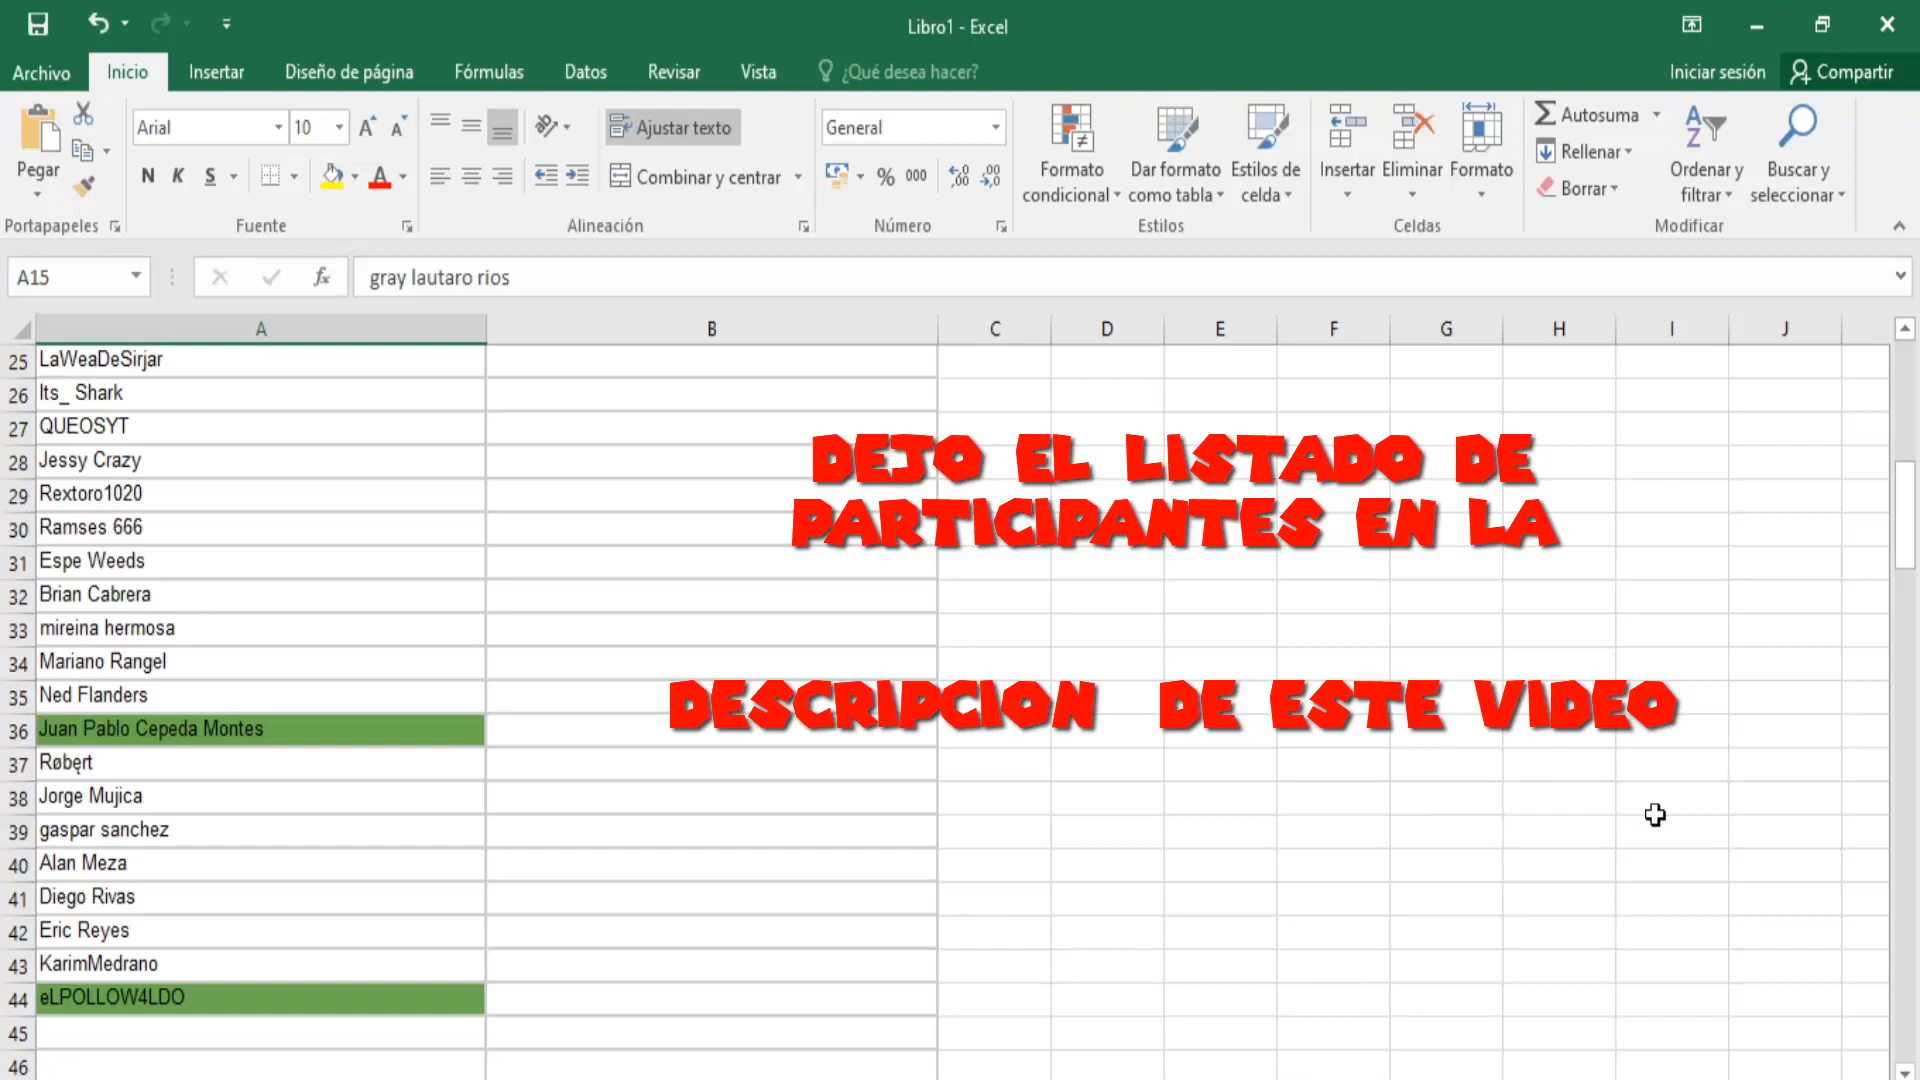 Libro1 - Excel
Archivo Inicio Insertar Diseño de página Fórmulas Datos Revisar Vista ¿Qué desea hacer? Iniciar sesión Compartir
Pegar
Portapapeles
Arial 10
N K S
Fuente
Ajustar texto
Combinar y centrar
Alineación
General
% 000
Número
Formato condicional
Dar formato como tabla
Estilos de celda
Estilos
Insertar Eliminar Formato
Celdas
Autosuma
Rellenar
Borrar
Ordenar y filtrar
Buscar y seleccionar
Modificar
A15 fx gray lautaro rios
A B C D E F G H I J
25 LaWeaDeSirjar
26 Its_ Shark
27 QUEOSYT
28 Jessy Crazy
29 Rextoro1020
30 Ramses 666
31 Espe Weeds
32 Brian Cabrera
33 mireina hermosa
34 Mariano Rangel
35 Ned Flanders
36 Juan Pablo Cepeda Montes
37 Røbęrt
38 Jorge Mujica
39 gaspar sanchez
40 Alan Meza
41 Diego Rivas
42 Eric Reyes
43 KarimMedrano
44 eLPOLLOW4LDO
45
46
DEJO EL LISTADO DE
PARTICIPANTES EN LA
DESCRIPCION DE ESTE VIDEO